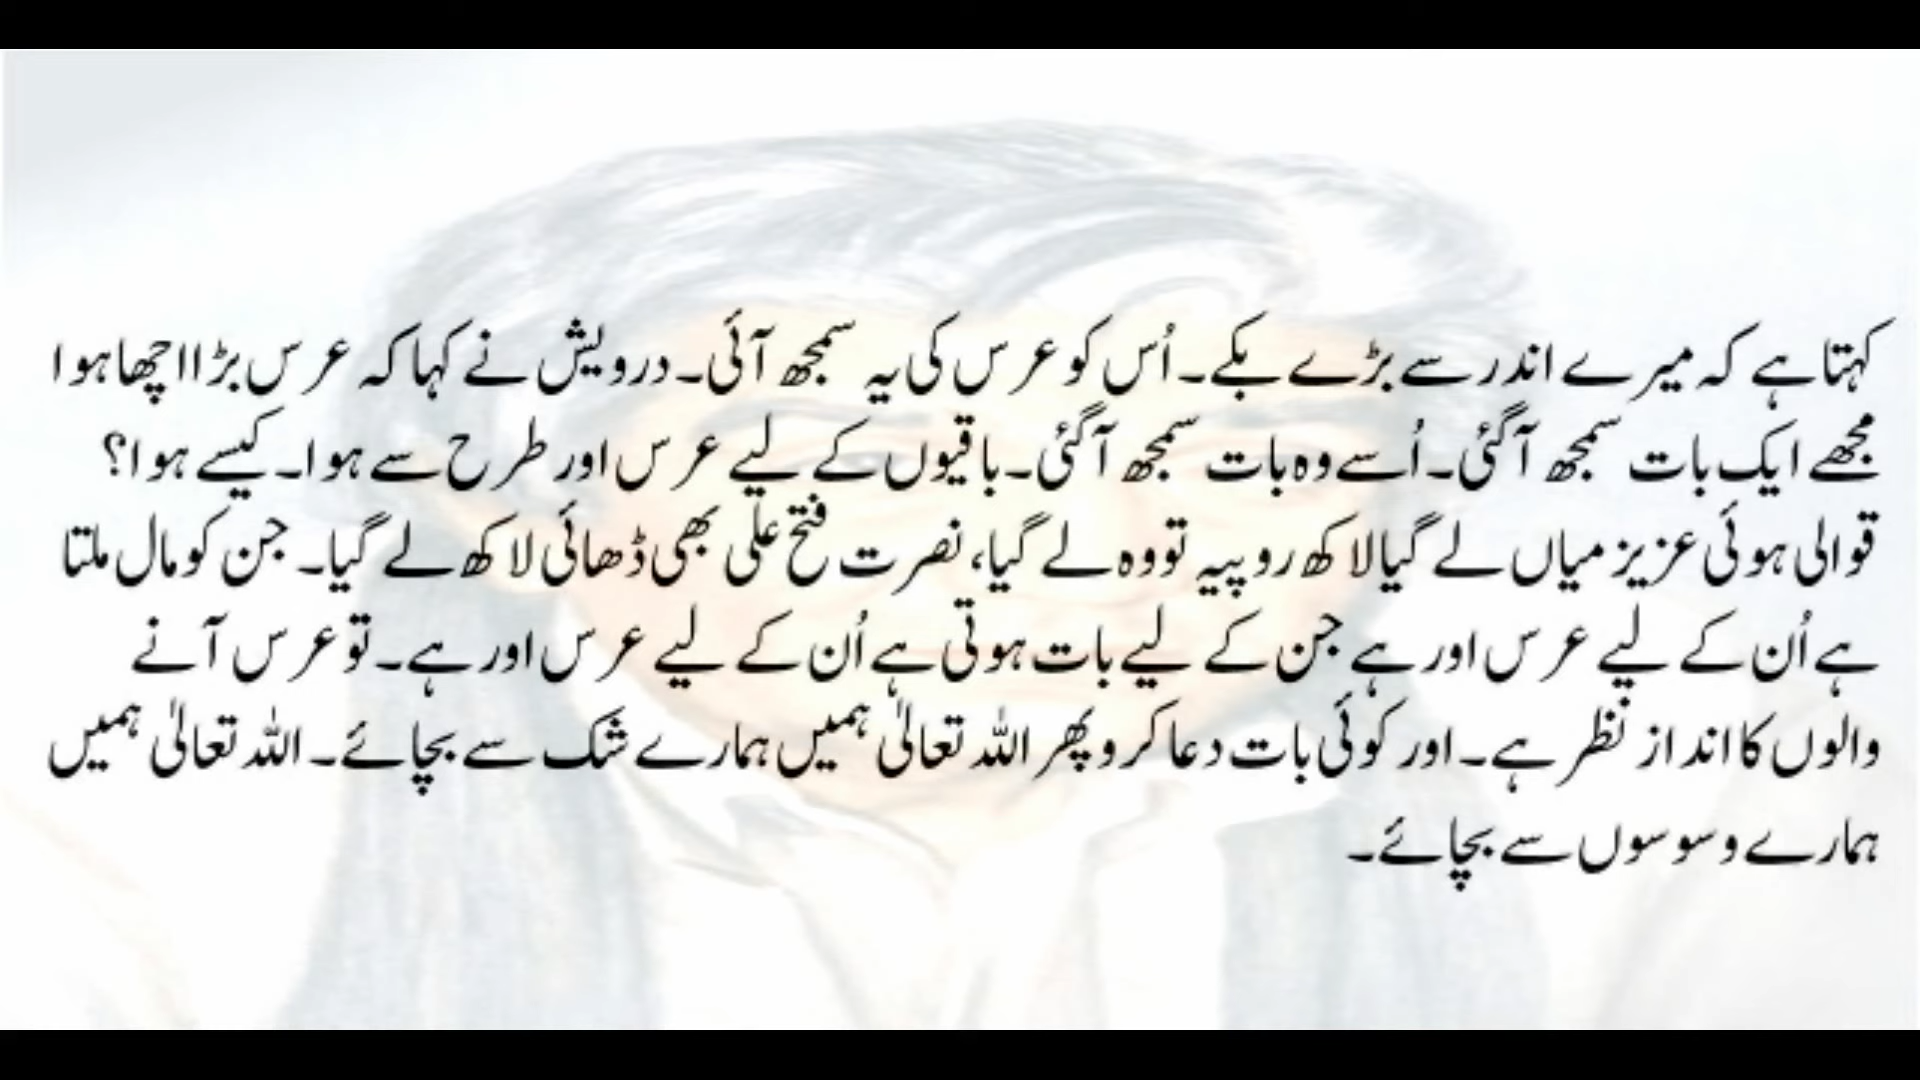 کہتا ہے کہ میرے اندر سے بڑے بکے۔ اُس کو عرس کی یہ سمجھ آئی۔ درویش نے کہا کہ عرس بڑا اچھا ہوا
مجھے ایک بات سمجھ آ گئی۔ اُسے وہ بات سمجھ آ گئی۔ باقیوں کے لیے عرس اور طرح سے ہوا۔ کیسے ہوا؟
قوالی ہوئی عزیز میاں لے گیا لاکھ روپیہ تو وہ لے گیا، نصرت فتح علی بھی ڈھائی لاکھ لے گیا۔ جن کو مال ملتا
ہے اُن کے لیے عرس اور ہے جن کے لیے بات ہوتی ہے اُن کے لیے عرس اور ہے۔ تو عرس آنے
والوں کا انداز نظر ہے۔ اور کوئی بات دعا کرو پھر اللہ تعالیٰ ہمیں ہمارے شک سے بچائے۔ اللہ تعالیٰ ہمیں
ہمارے وسوسوں سے بچائے۔